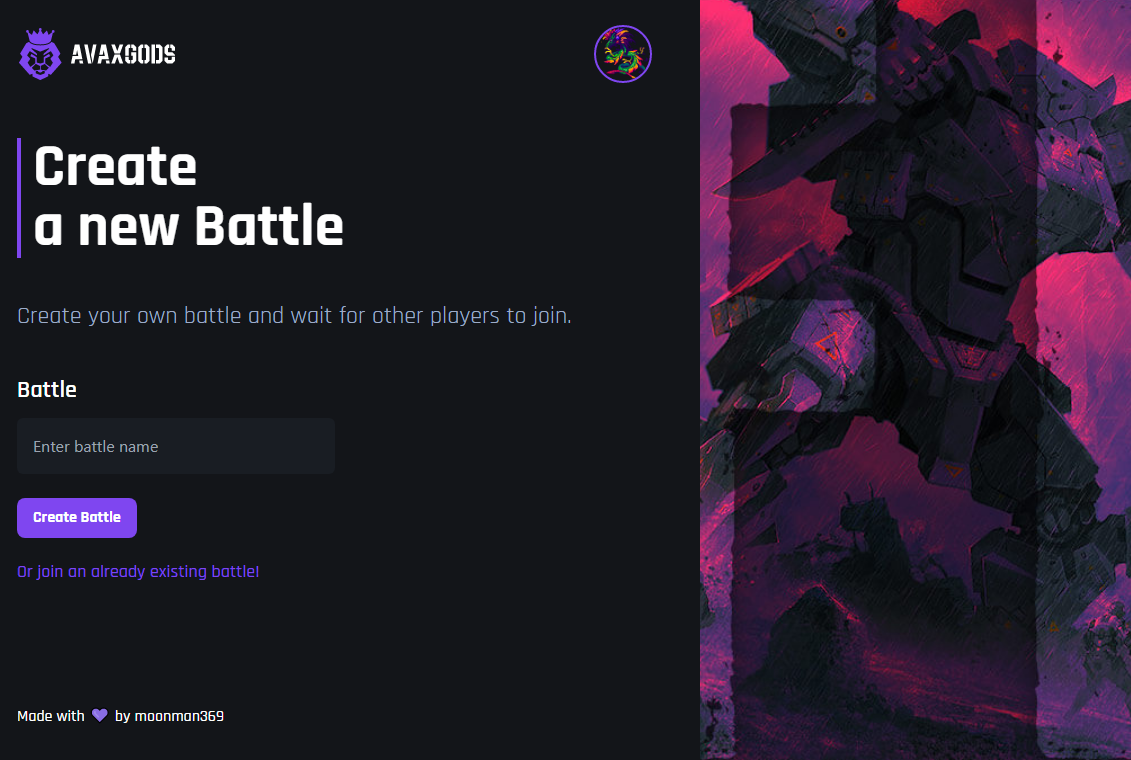 AVAXGODS
Create
a new Battle
Create your own battle and wait for other players to join.
Battle
Enter battle name
Create Battle
Or join an already existing battle!
Made with 💜 by moonman369